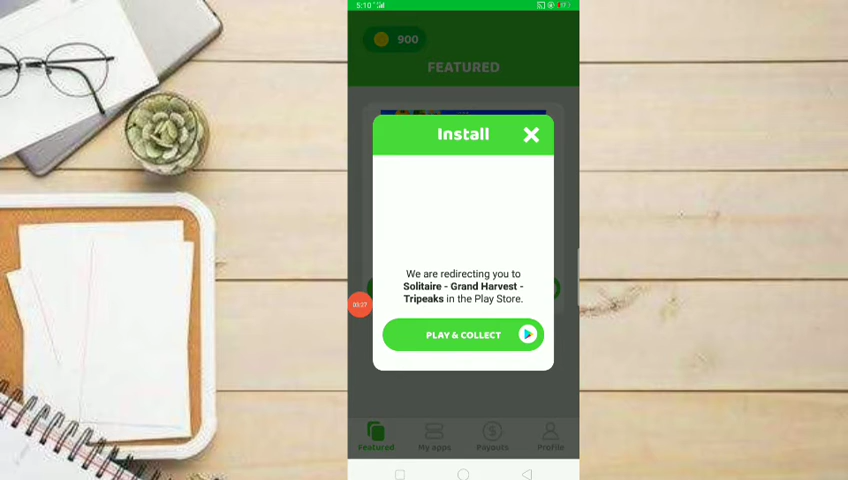 5:10
900
FEATURED
Install
We are redirecting you to
Solitaire - Grand Harvest -
Tripeaks in the Play Store.
03:27
PLAY & COLLECT
Featured
My apps
Payouts
Profile